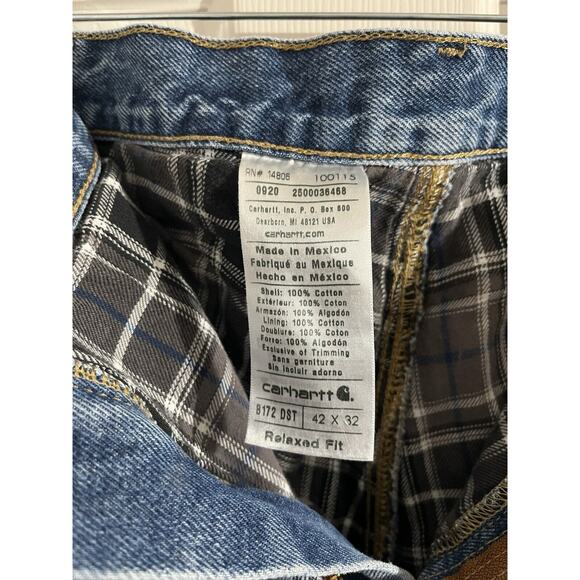 RN# 14806 100115
0920 2500036468
Carhartt, Inc. P. O. Box 600
Dearborn, MI 48121 USA
carhartt.com
Made in Mexico
Fabriqué au Mexique
Hecho en México
Shell: 100% Cotton
Extérieur: 100% Coton
Armazón: 100% Algodón
Lining: 100% Cotton
Doublure: 100% Coton
Forro: 100% Algodón
Exclusive of Trimming
Sans garniture
Sin incluir adorno
carhartt
B172 DST 42 X 32
Relaxed Fit